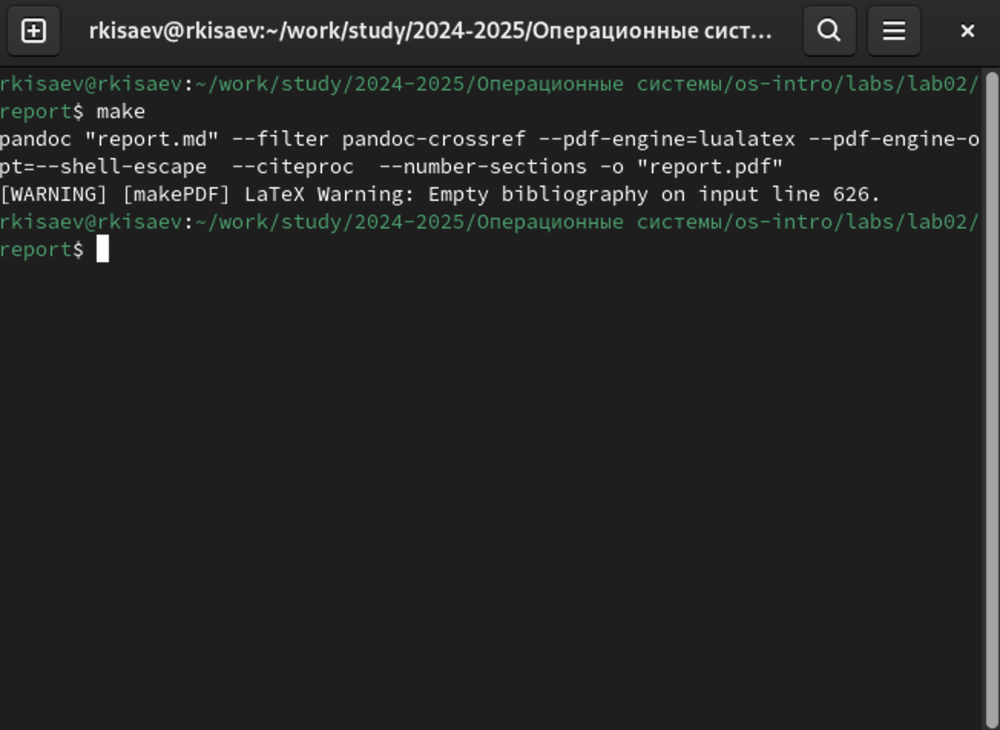 rkisaev@rkisaev:~/work/study/2024-2025/Операционные сист...
rkisaev@rkisaev:~/work/study/2024-2025/Операционные системы/os-intro/labs/lab02/
report$ make
pandoc "report.md" --filter pandoc-crossref --pdf-engine=lualatex --pdf-engine-o
pt=--shell-escape  --citeproc  --number-sections -o "report.pdf"
[WARNING] [makePDF] LaTeX Warning: Empty bibliography on input line 626.
rkisaev@rkisaev:~/work/study/2024-2025/Операционные системы/os-intro/labs/lab02/
report$